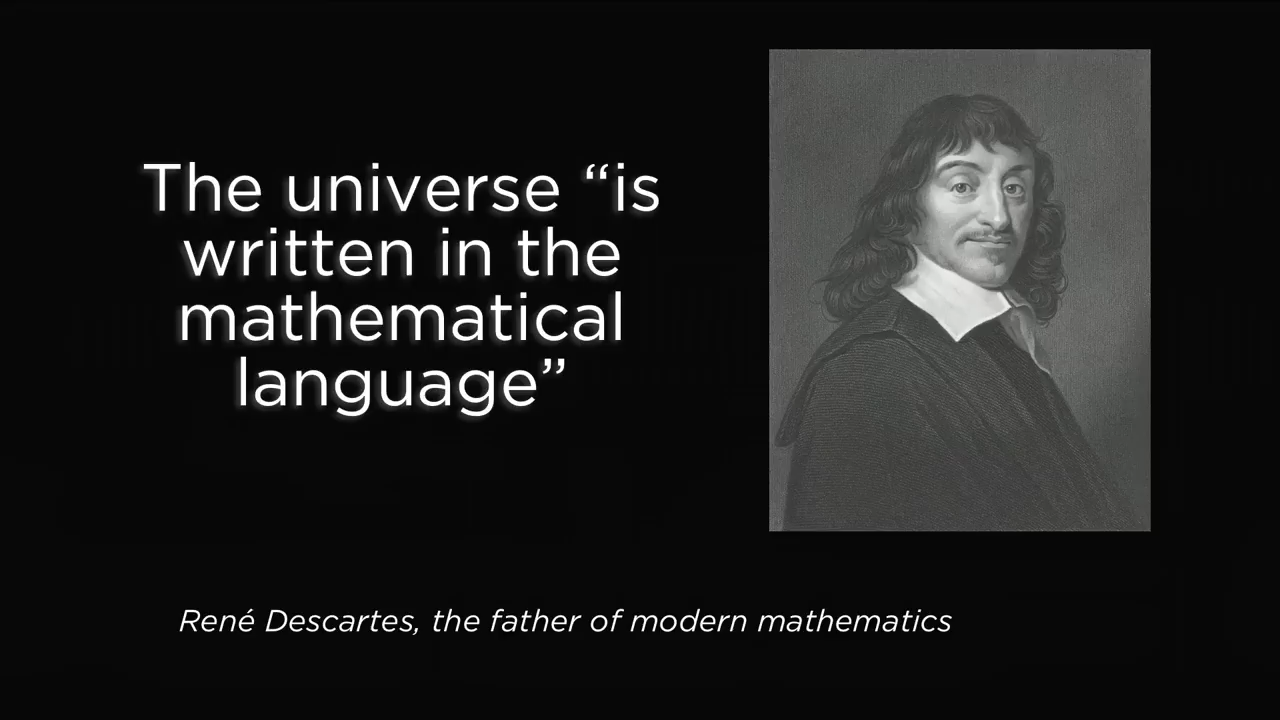 The universe “is
written in the
mathematical
language”
René Descartes, the father of modern mathematics